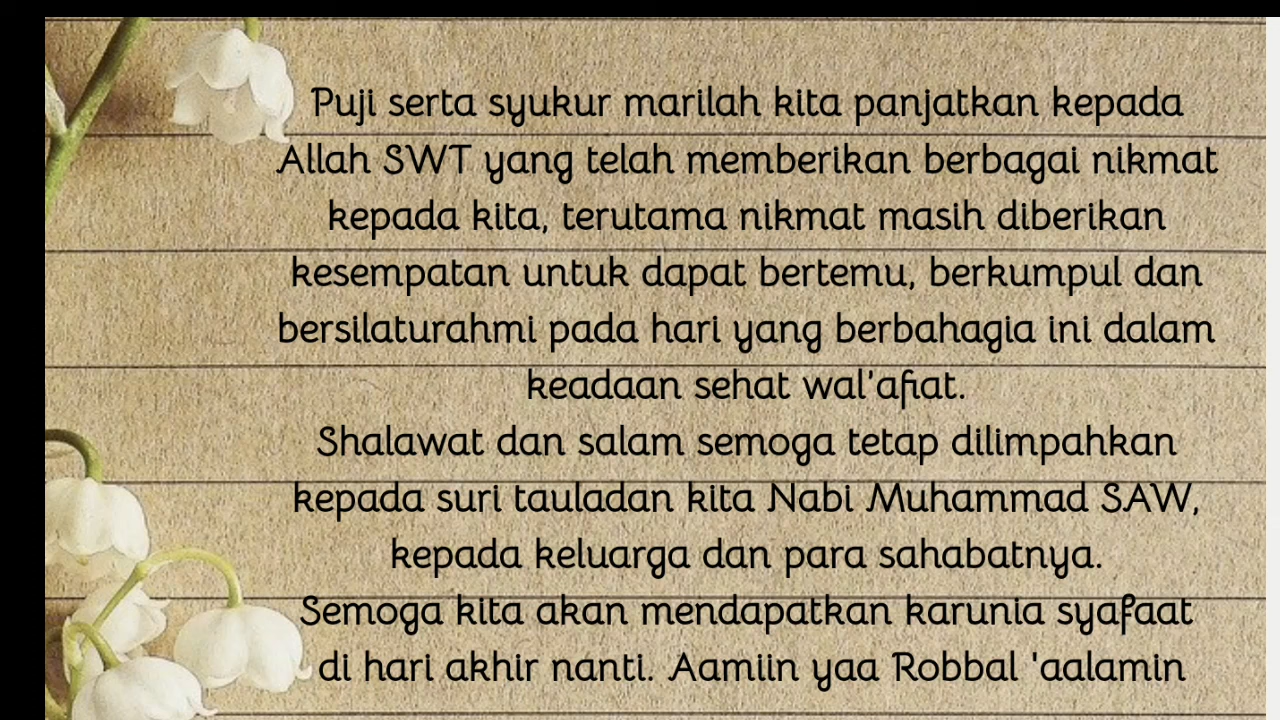 Puji serta syukur marilah kita panjatkan kepada
Allah SWT yang telah memberikan berbagai nikmat
kepada kita, terutama nikmat masih diberikan
kesempatan untuk dapat bertemu, berkumpul dan
bersilaturahmi pada hari yang berbahagia ini dalam
keadaan sehat wal'afiat.
Shalawat dan salam semoga tetap dilimpahkan
kepada suri tauladan kita Nabi Muhammad SAW,
kepada keluarga dan para sahabatnya.
Semoga kita akan mendapatkan karunia syafaat
di hari akhir nanti. Aamiin yaa Robbal 'aalamin